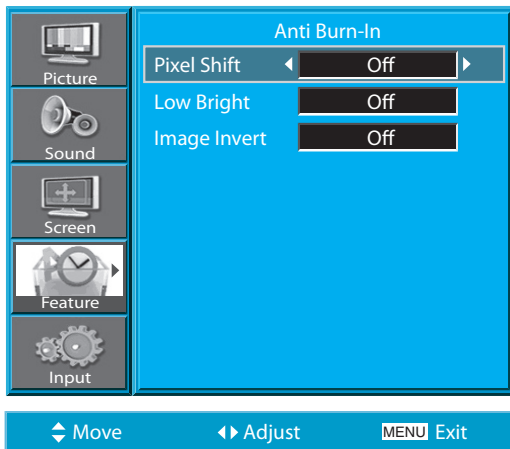 Picture
Sound
Screen
Feature
Input
Anti Burn-In
Pixel Shift Off
Low Bright Off
Image Invert Off
Move Adjust MENU Exit